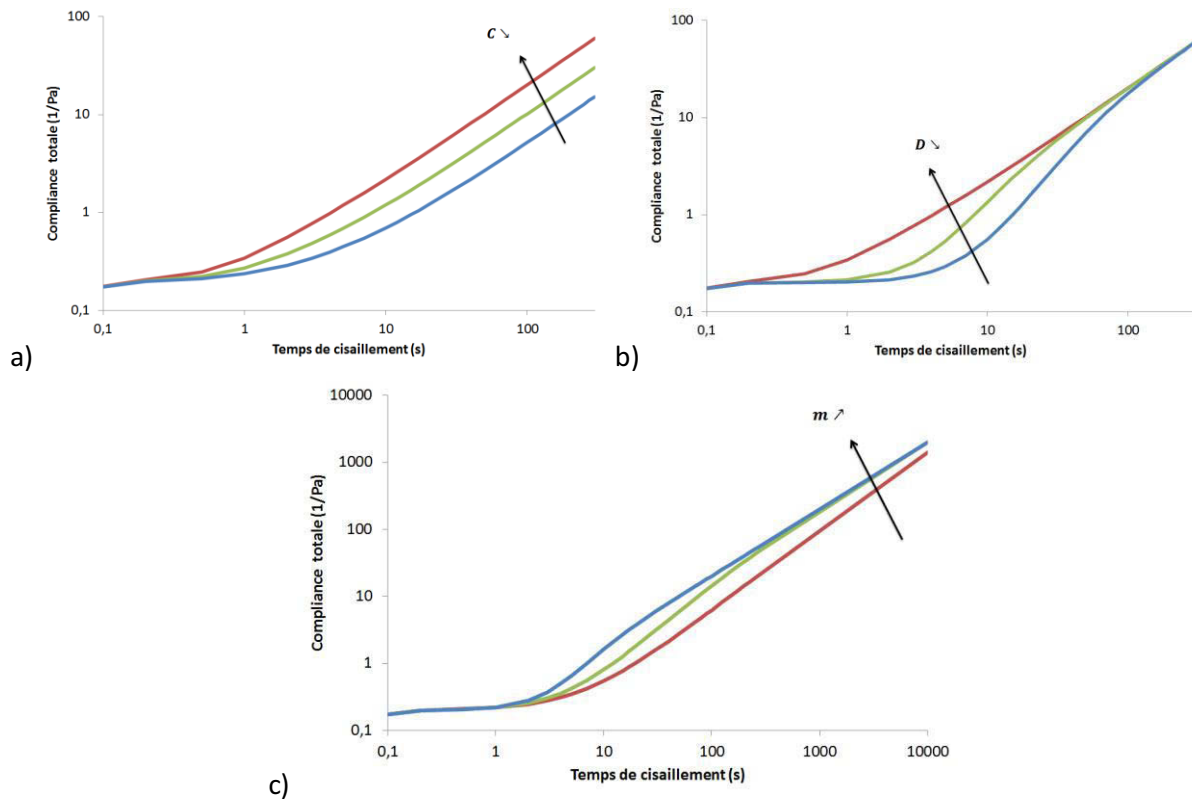 100
10
1
0,1
Compliance totale (1/Pa)
C ↘
0,1
1
10
100
Temps de cisaillement (s)
a)
100
10
1
0,1
Compliance totale (1/Pa)
D ↘
0,1
1
10
100
Temps de cisaillement (s)
b)
10000
1000
100
10
1
0,1
Compliance totale (1/Pa)
m ↗
0,1
1
10
100
1000
10000
Temps de cisaillement (s)
c)